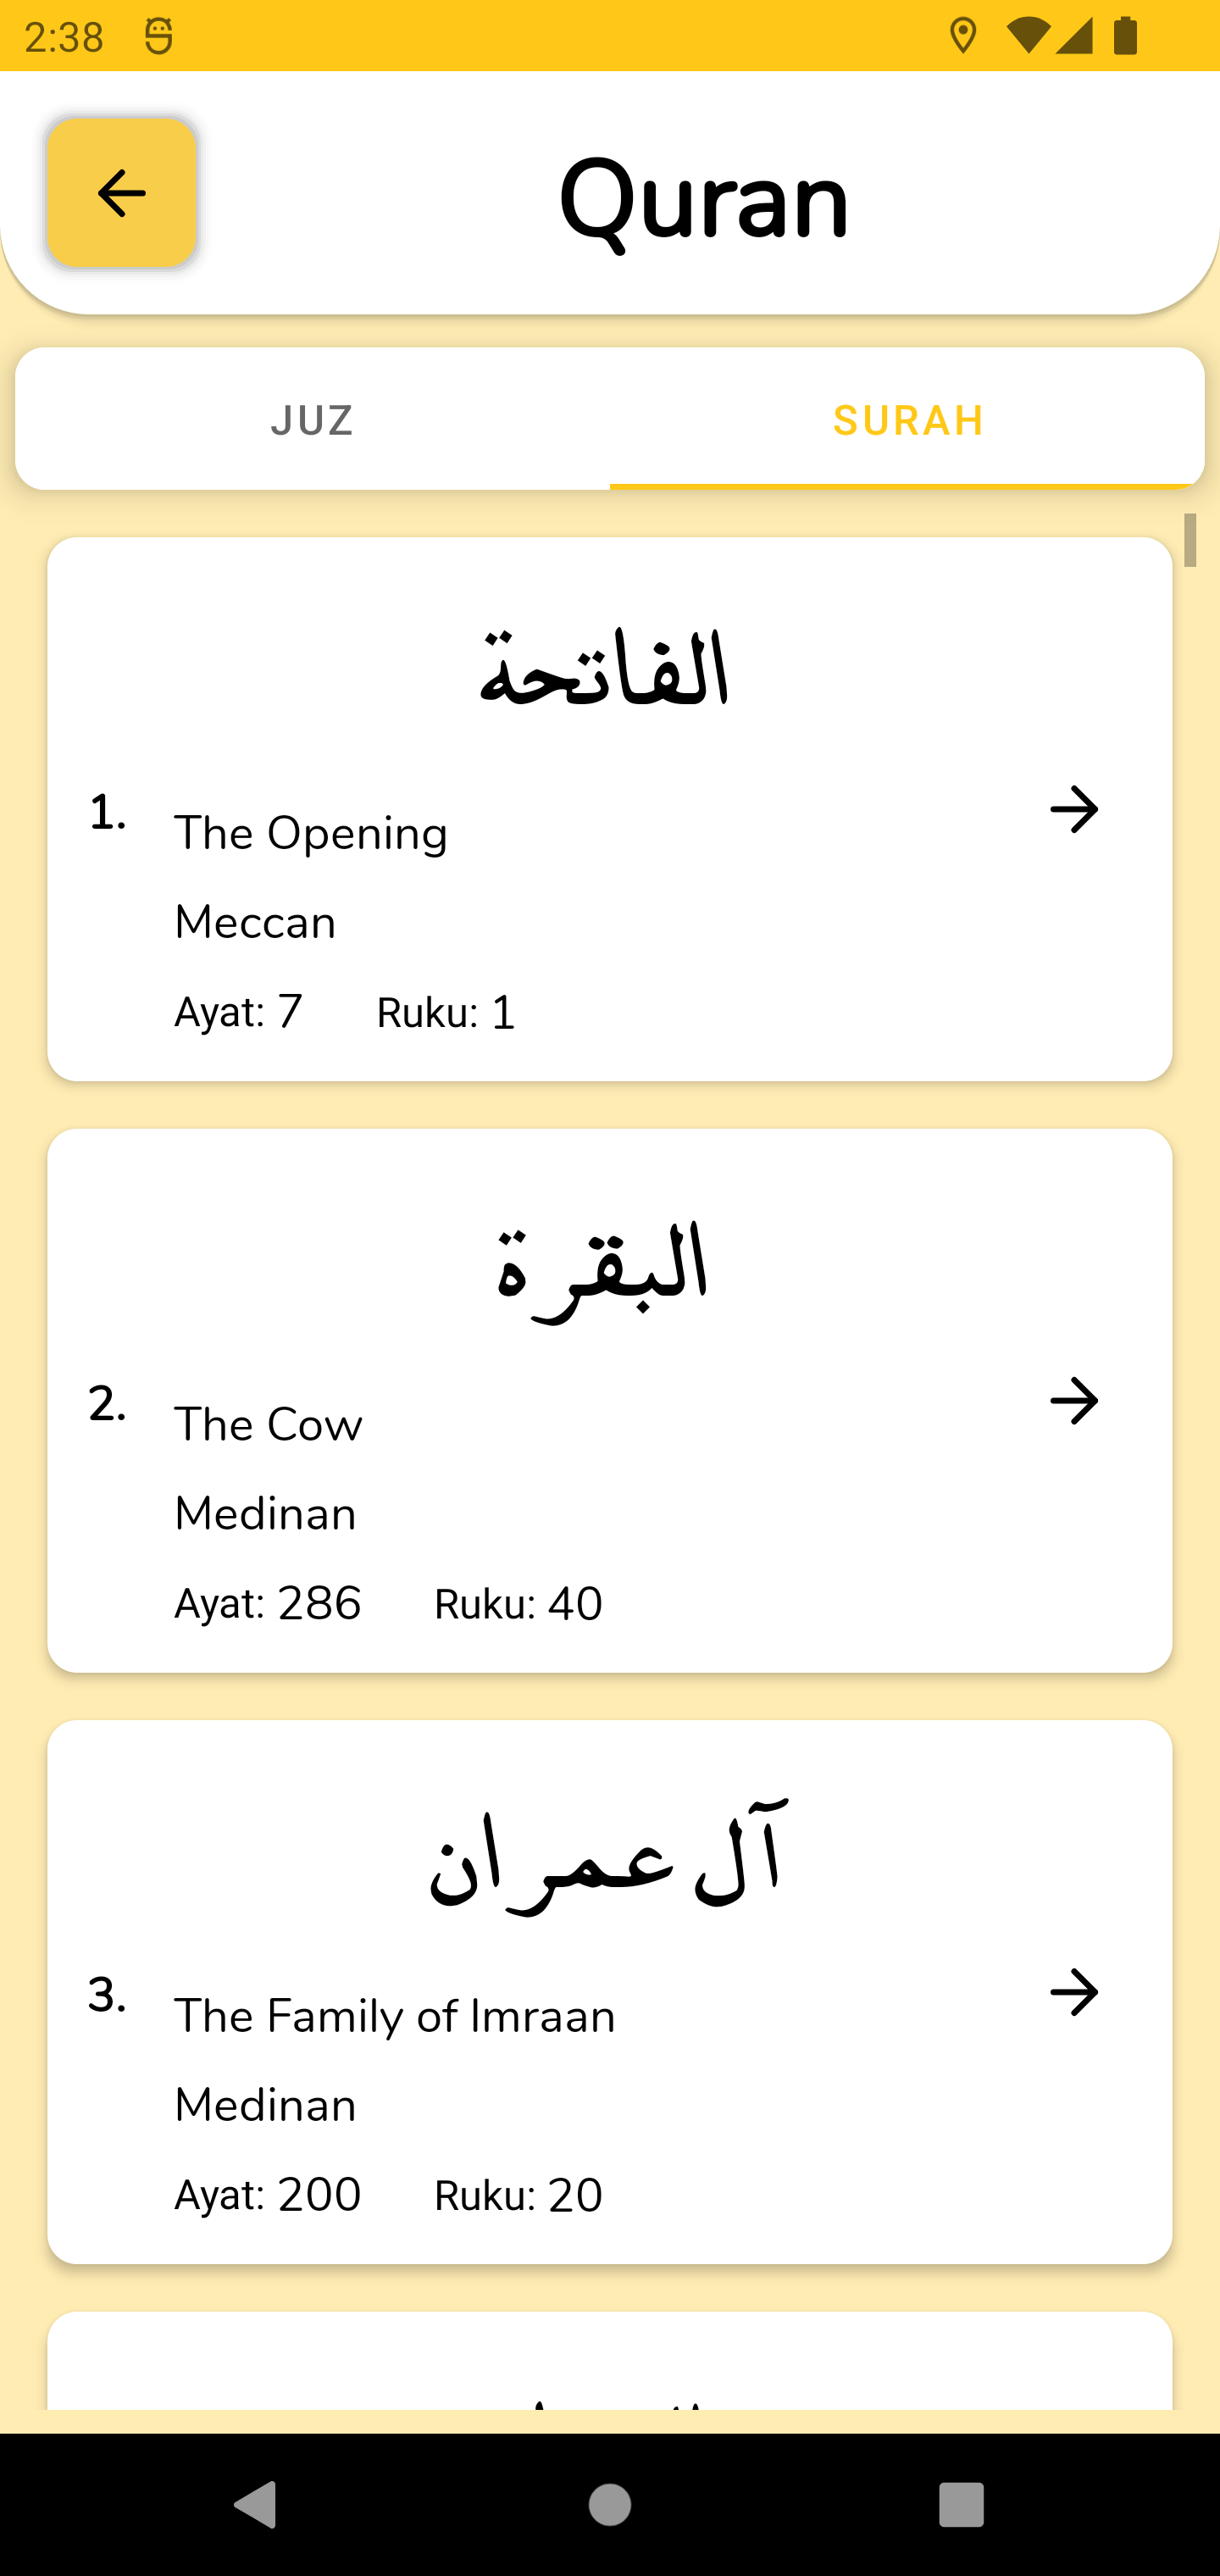 2:38
Quran
JUZ SURAH
الفاتحة
1. The Opening
Meccan
Ayat: 7 Ruku: 1
البقرة
2. The Cow
Medinan
Ayat: 286 Ruku: 40
آل عمران
3. The Family of Imraan
Medinan
Ayat: 200 Ruku: 20